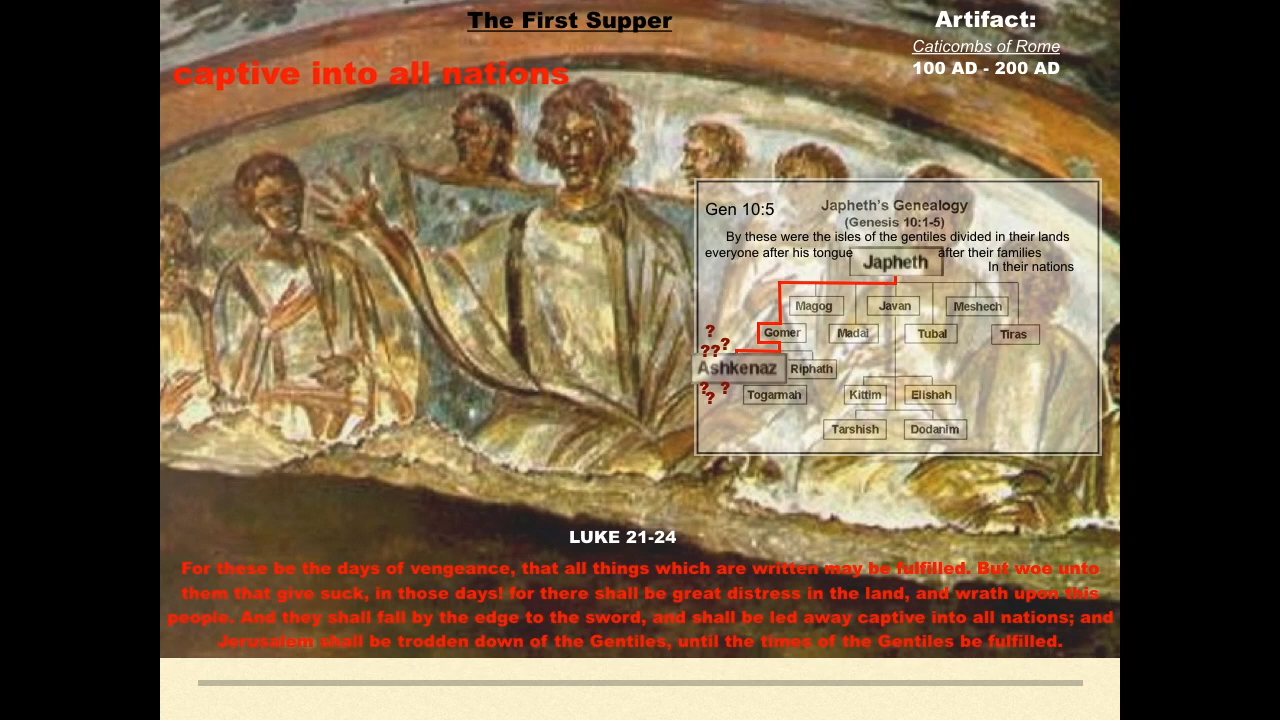 The First Supper
Artifact:
Caticombs of Rome
100 AD - 200 AD
captive into all nations
Gen 10:5
Japheth's Genealogy
(Genesis 10:1-5)
By these were the isles of the gentiles divided in their lands
everyone after his tongue after their families
In their nations
Japheth
Magog Javan Meshech
Gomer Madai Tubal Tiras
? ? ??
Ashkenaz Riphath
? ? ?
Togarmah Kittim Elishah
Tarshish Dodanim
LUKE 21-24
For these be the days of vengeance, that all things which are written may be fulfilled. But woe unto
them that give suck, in those days! for there shall be great distress in the land, and wrath upon this
people. And they shall fall by the edge to the sword, and shall be led away captive into all nations; and
Jerusalem shall be trodden down of the Gentiles, until the times of the Gentiles be fulfilled.